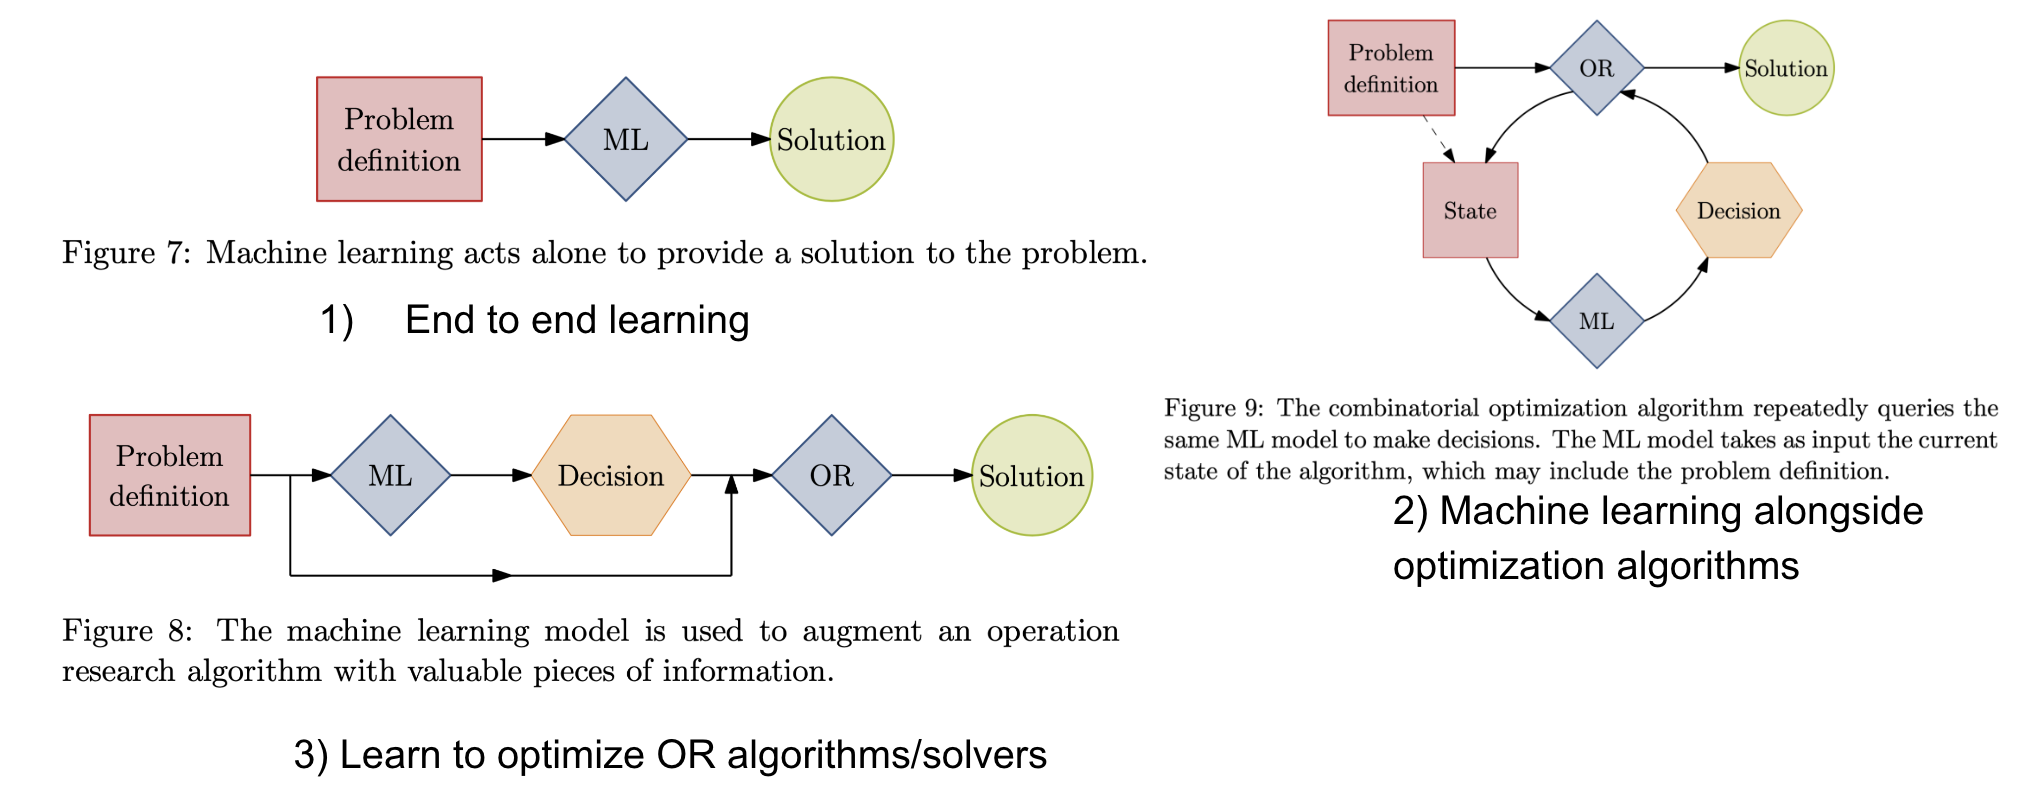 Problem
definition
ML
Solution
Figure 7: Machine learning acts alone to provide a solution to the problem.
1) End to end learning
Problem
definition
ML
Decision
OR
Solution
Figure 8: The machine learning model is used to augment an operation
research algorithm with valuable pieces of information.
3) Learn to optimize OR algorithms/solvers
Problem
definition
OR
Solution
State
Decision
ML
Figure 9: The combinatorial optimization algorithm repeatedly queries the
same ML model to make decisions. The ML model takes as input the current
state of the algorithm, which may include the problem definition.
2) Machine learning alongside
optimization algorithms